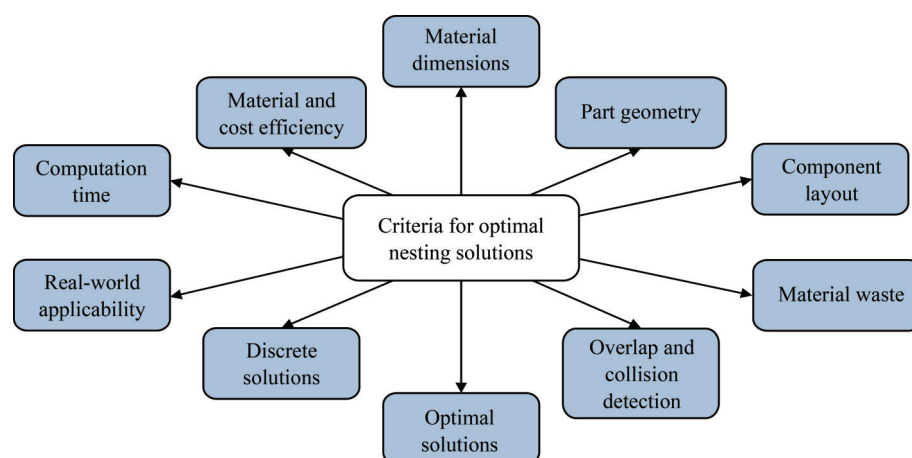 Material
dimensions
Material and
cost efficiency
Part geometry
Computation
time
Component
layout
Criteria for optimal
nesting solutions
Real-world
applicability
Material waste
Discrete
solutions
Overlap and
collision
detection
Optimal
solutions